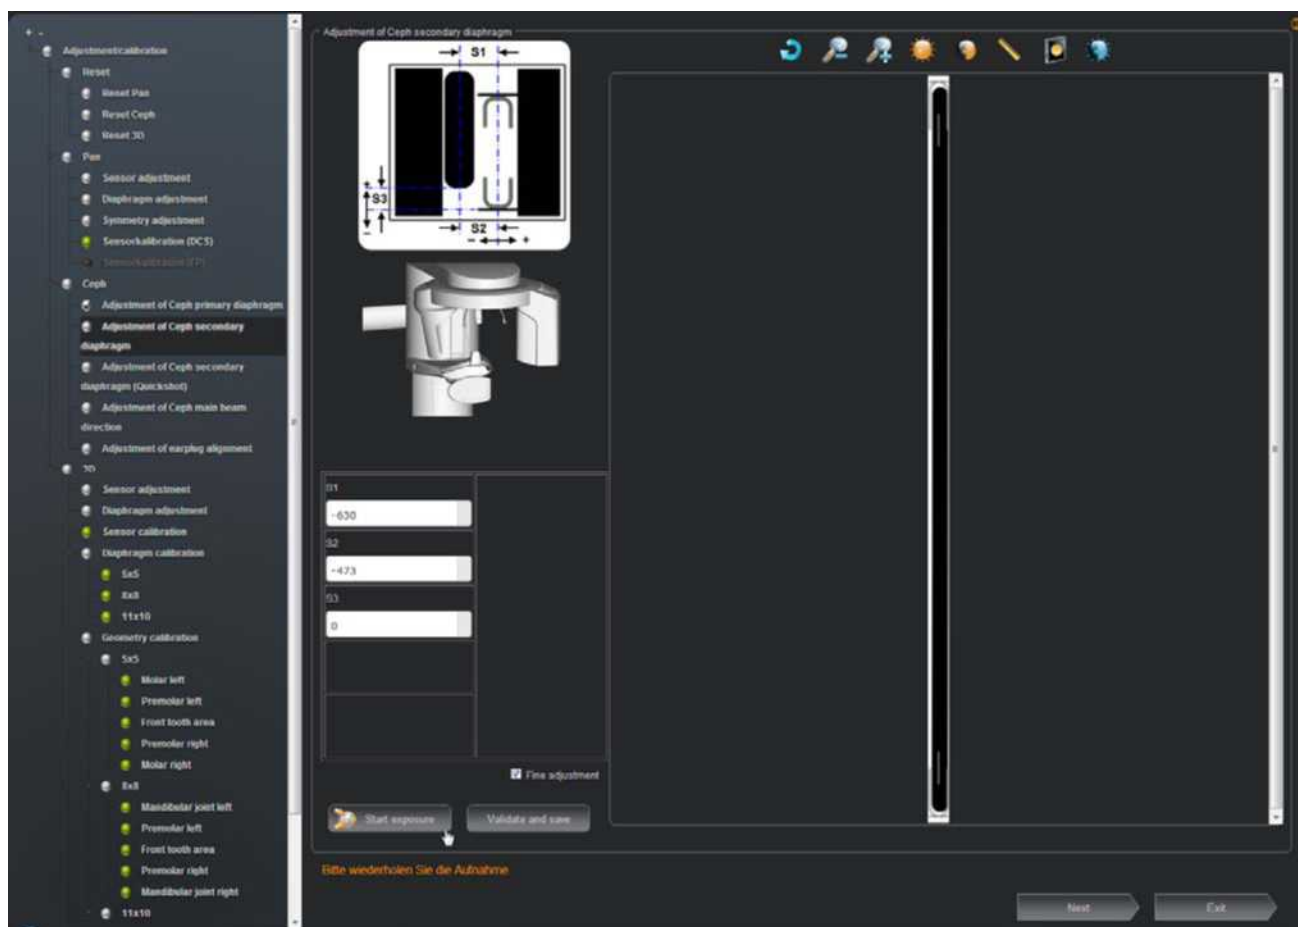 + -
Adjustment/calibration
Reset
Reset Pan
Reset Ceph
Reset 3D
Pan
Sensor adjustment
Diaphragm adjustment
Symmetry adjustment
Sensorkalibration (DCS)
Sensorkalibration (FP)
Ceph
Adjustment of Ceph primary diaphragm
Adjustment of Ceph secondary
diaphragm
Adjustment of Ceph secondary
diaphragm (Quickshot)
Adjustment of Ceph main beam
direction
Adjustment of earplug alignment
3D
Sensor adjustment
Diaphragm adjustment
Sensor calibration
Diaphragm calibration
5x5
8x8
11x10
Geometry calibration
5x5
Molar left
Premolar left
Front tooth area
Premolar right
Molar right
8x8
Mandibular joint left
Premolar left
Front tooth area
Premolar right
Mandibular joint right
11x10
Adjustment of Ceph secondary diaphragm
S1
+
S3
-
S2
- +
S1
-630
S2
-473
S3
0
Fine adjustment
Start exposure
Validate and save
Bitte wiederholen Sie die Aufnahme
Next
Exit